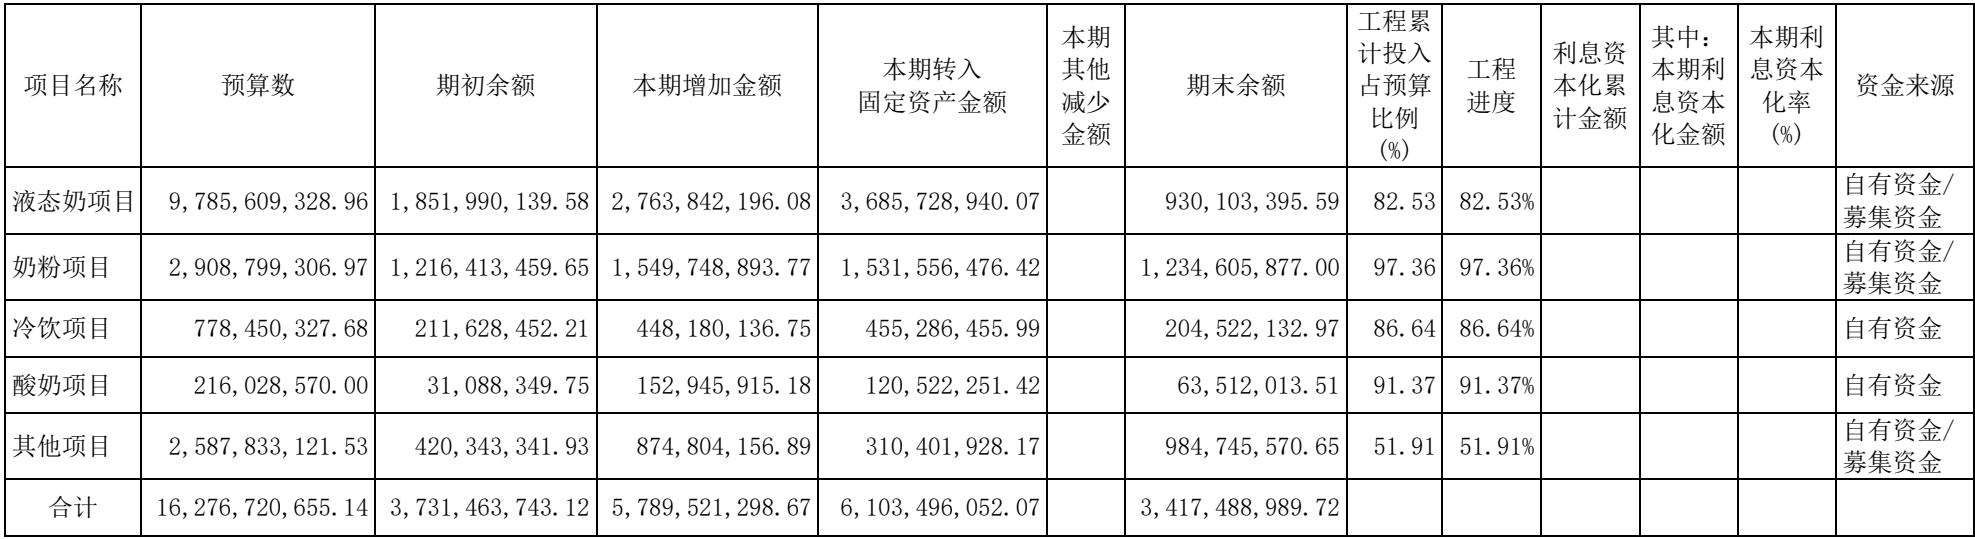 项目名称 预算数 期初余额 本期增加金额 本期转入固定资产金额 本期其他减少金额 期末余额 工程累计投入占预算比例(%) 工程进度 利息资本化累计金额 其中：本期利息资本化金额 本期利息资本化率(%) 资金来源
液态奶项目 9,785,609,328.96 1,851,990,139.58 2,763,842,196.08 3,685,728,940.07 930,103,395.59 82.53 82.53% 自有资金/募集资金
奶粉项目 2,908,799,306.97 1,216,413,459.65 1,549,748,893.77 1,531,556,476.42 1,234,605,877.00 97.36 97.36% 自有资金/募集资金
冷饮项目 778,450,327.68 211,628,452.21 448,180,136.75 455,286,455.99 204,522,132.97 86.64 86.64% 自有资金
酸奶项目 216,028,570.00 31,088,349.75 152,945,915.18 120,522,251.42 63,512,013.51 91.37 91.37% 自有资金
其他项目 2,587,833,121.53 420,343,341.93 874,804,156.89 310,401,928.17 984,745,570.65 51.91 51.91% 自有资金/募集资金
合计 16,276,720,655.14 3,731,463,743.12 5,789,521,298.67 6,103,496,052.07 3,417,488,989.72